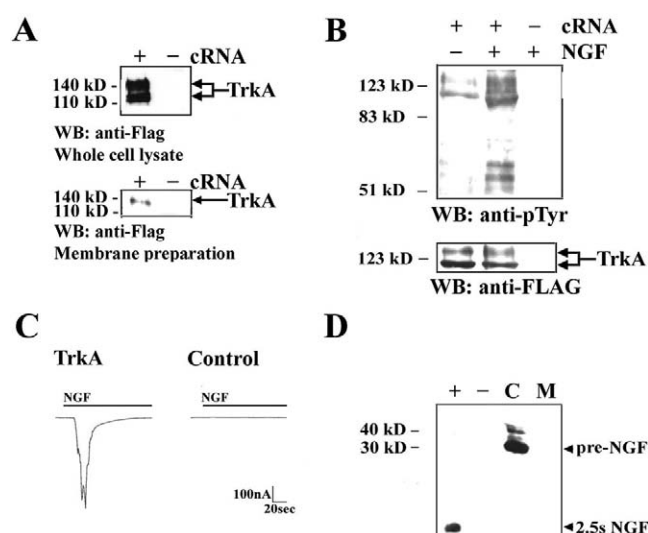 A
+ − cRNA
140 kD -
110 kD -
TrkA
WB: anti-Flag
Whole cell lysate
+ − cRNA
140 kD -
110 kD -
TrkA
WB: anti-Flag
Membrane preparation
B
+ + − cRNA
− + + NGF
123 kD -
83 kD -
51 kD -
WB: anti-pTyr
123 kD -
TrkA
WB: anti-FLAG
C
TrkA Control
NGF NGF
100nA
20sec
D
+ − C M
40 kD –
30 kD –
pre-NGF
2.5s NGF